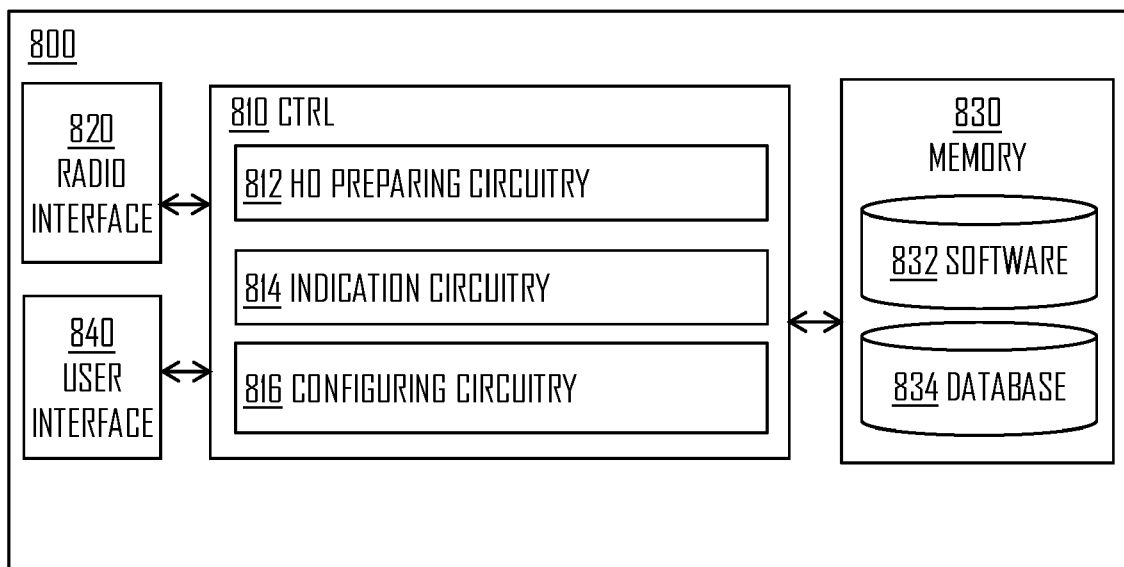 800
820
RADIO
INTERFACE
840
USER
INTERFACE
810 CTRL
812 HO PREPARING CIRCUITRY
814 INDICATION CIRCUITRY
816 CONFIGURING CIRCUITRY
830
MEMORY
832 SOFTWARE
834 DATABASE